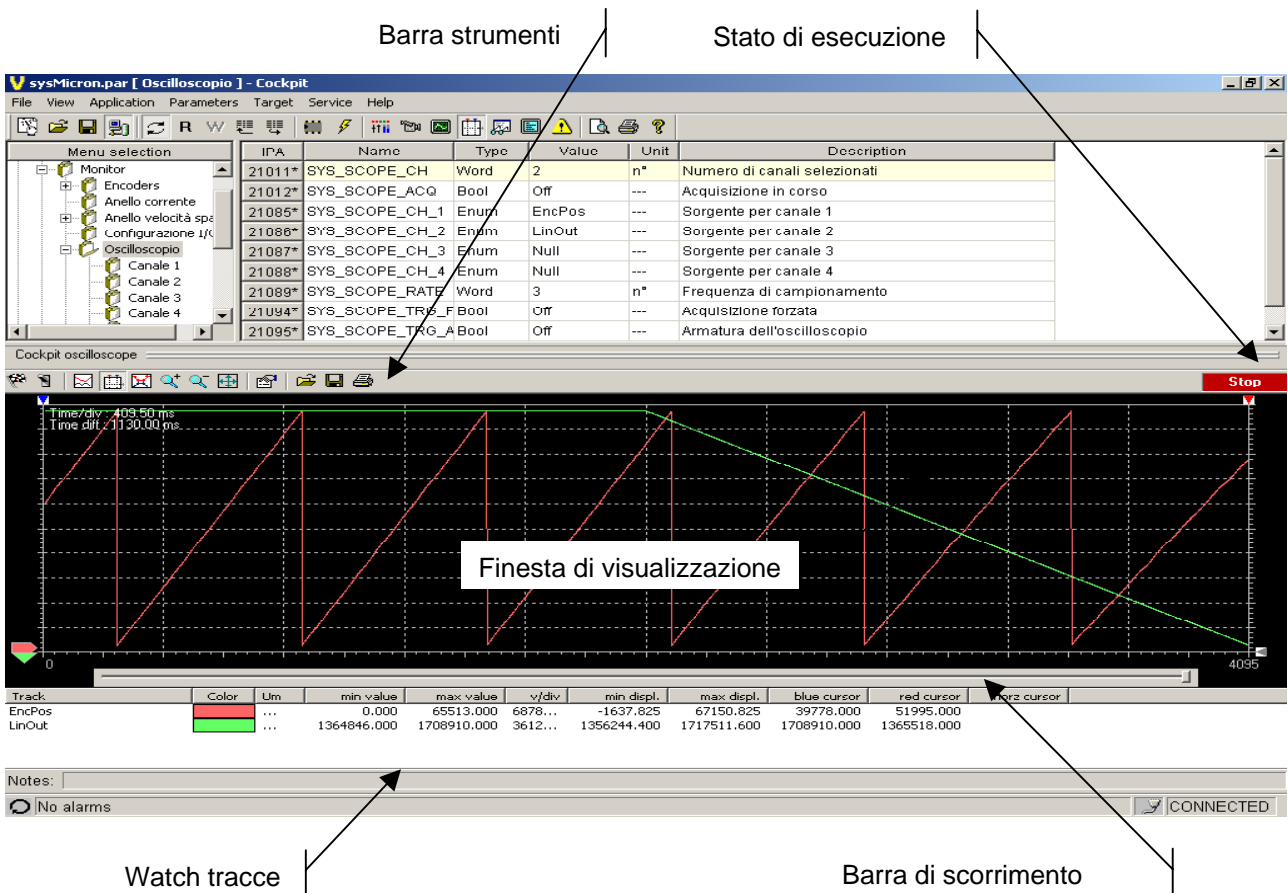 Barra strumenti
Stato di esecuzione
sysMicron.par [ Oscilloscopio ] - Cockpit
File View Application Parameters Target Service Help
R W
Menu selection
Monitor
Encoders
Anello corrente
Anello velocità spa
Configurazione I/(
Oscilloscopio
Canale 1
Canale 2
Canale 3
Canale 4
IPA Name Type Value Unit Description
21011* SYS_SCOPE_CH Word 2 n° Numero di canali selezionati
21012* SYS_SCOPE_ACQ Bool Off --- Acquisizione in corso
21085* SYS_SCOPE_CH_1 Enum EncPos --- Sorgente per canale 1
21086* SYS_SCOPE_CH_2 Enum LinOut --- Sorgente per canale 2
21087* SYS_SCOPE_CH_3 Enum Null --- Sorgente per canale 3
21088* SYS_SCOPE_CH_4 Enum Null --- Sorgente per canale 4
21089* SYS_SCOPE_RATE Word 3 n° Frequenza di campionamento
21094* SYS_SCOPE_TRG_F Bool Off --- Acquisizione forzata
21095* SYS_SCOPE_TRG_A Bool Off --- Armatura dell'oscilloscopio
Cockpit oscilloscope
Stop
Time/div : 409.50 ms
Time diff : 1130.00 ms
Finesta di visualizzazione
0 4095
Track Color Um min value max value v/div min displ. max displ. blue cursor red cursor horz cursor
EncPos ... 0.000 65513.000 6878... -1637.825 67150.825 39778.000 51995.000
LinOut ... 1364846.000 1708910.000 3612... 1356244.400 1717511.600 1708910.000 1365518.000
Notes:
No alarms CONNECTED
Watch tracce
Barra di scorrimento